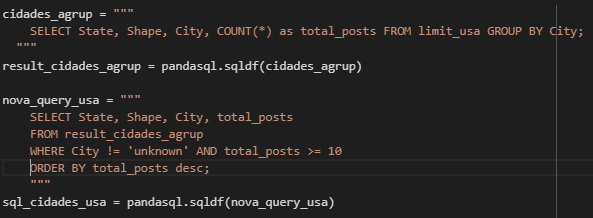 cidades_agrup = """
SELECT State, Shape, City, COUNT(*) as total_posts FROM limit_usa GROUP BY City;
"""
result_cidades_agrup = pandasql.sqldf(cidades_agrup)
nova_query_usa = """
SELECT State, Shape, City, total_posts
FROM result_cidades_agrup
WHERE City != 'unknown' AND total_posts >= 10
ORDER BY total_posts desc;
"""
sql_cidades_usa = pandasql.sqldf(nova_query_usa)